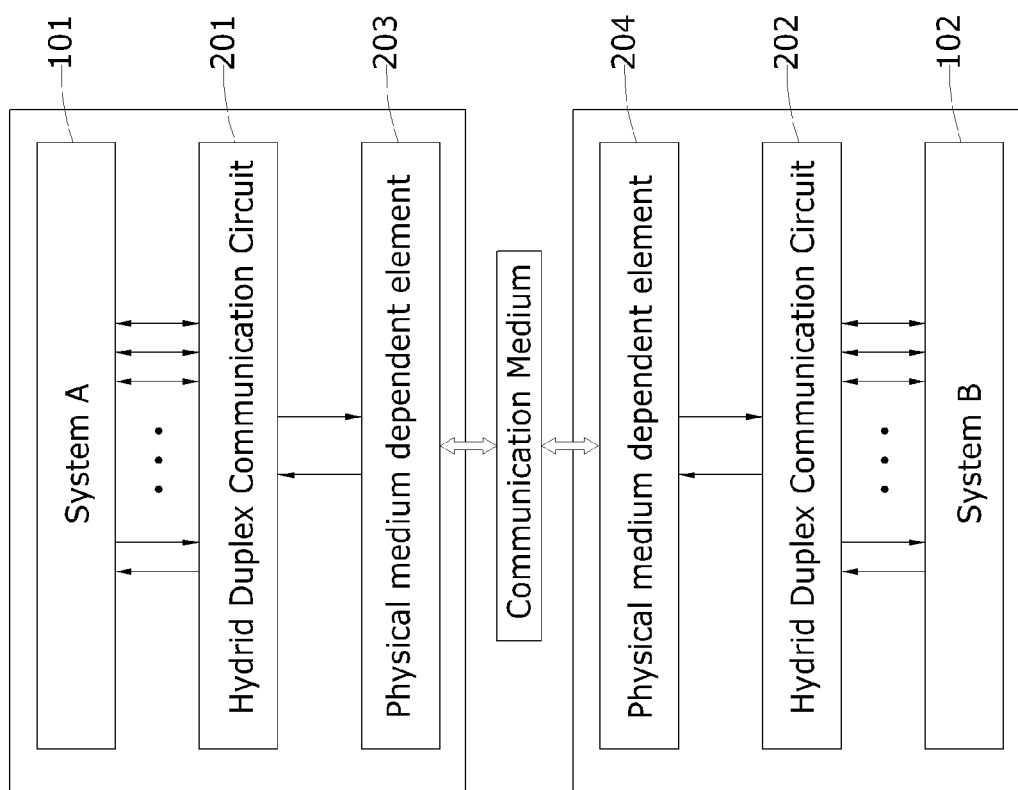 System A
101
Hydrid Duplex Communication Circuit
201
Physical medium dependent element
203
Communication Medium
Physical medium dependent element
204
Hydrid Duplex Communication Circuit
202
System B
102